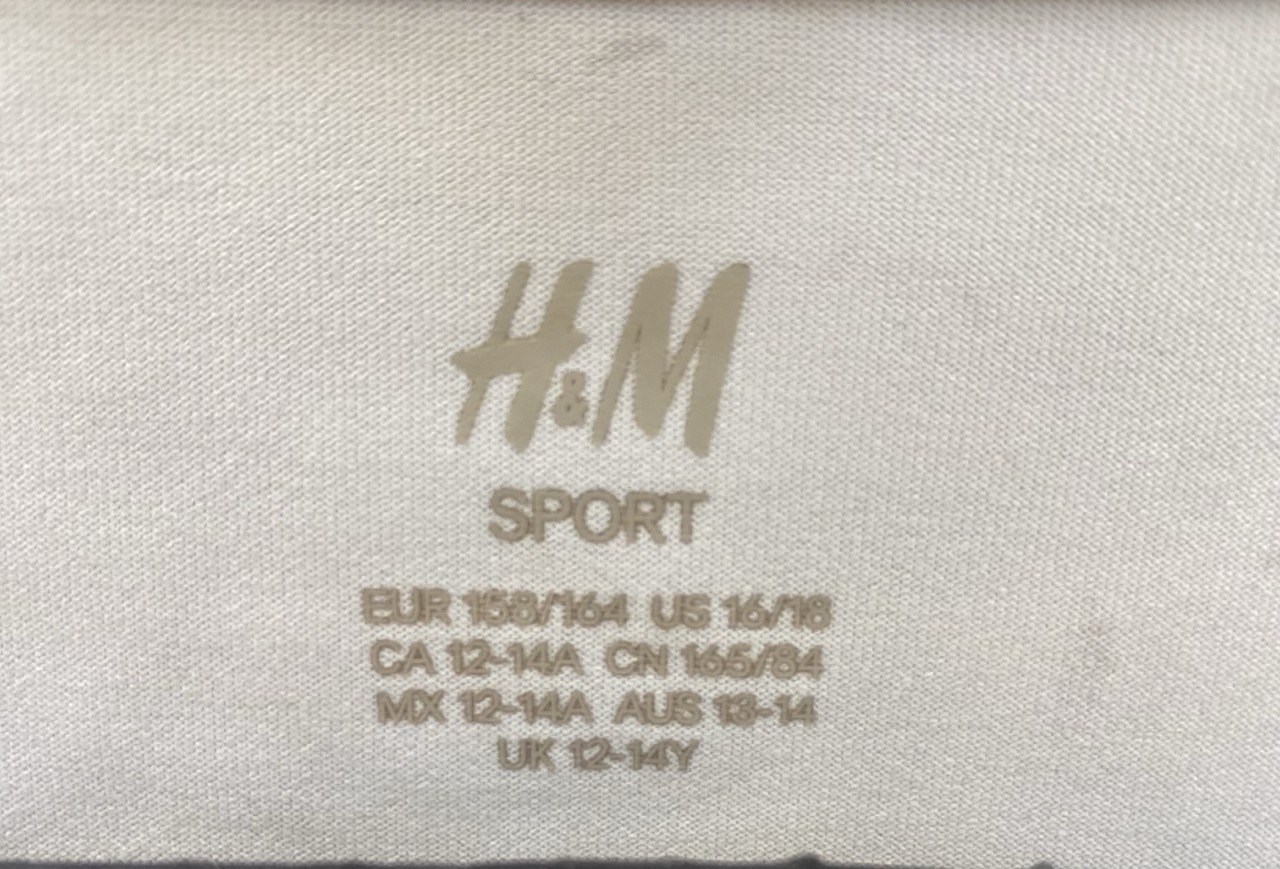 H&M
SPORT
EUR 158/164 US 16/18
CA 12-14A CN 165/84
MX 12-14A AUS 13-14
UK 12-14Y